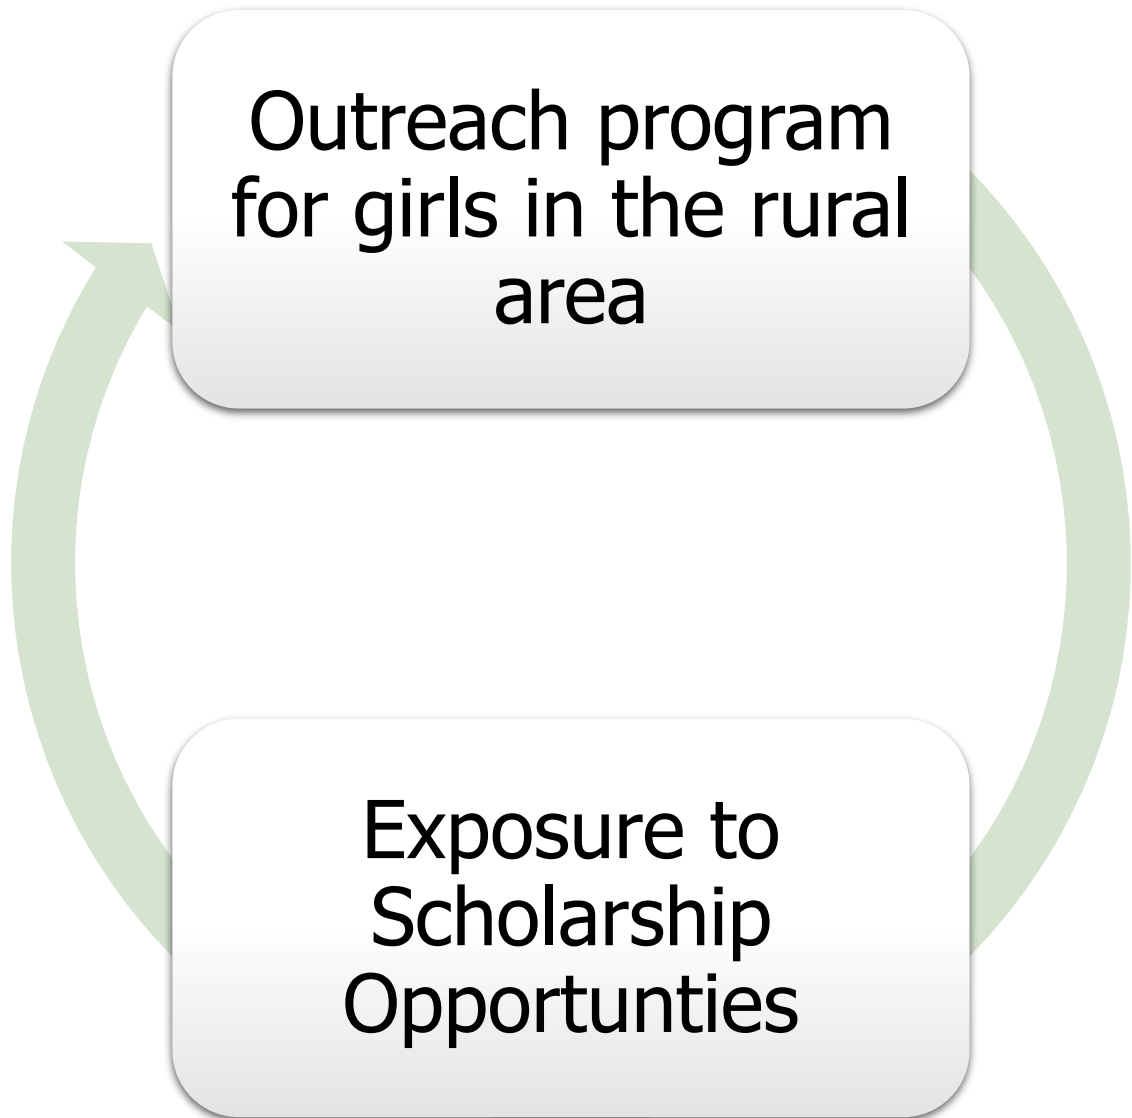 Outreach program
for girls in the rural
area
Exposure to
Scholarship
Opportunties